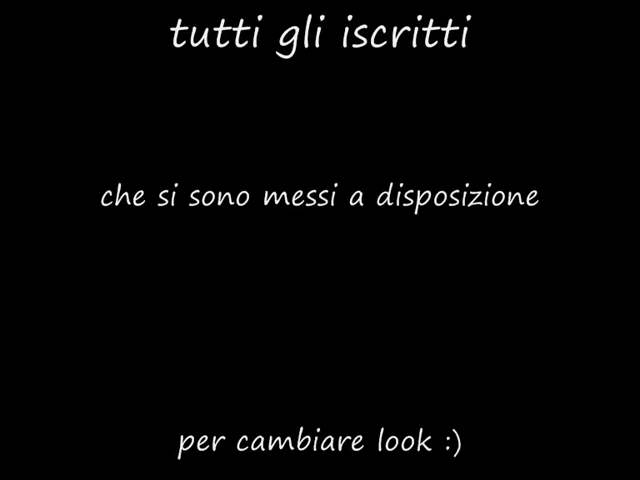 tutti gli iscritti
che si sono messi a disposizione
per cambiare look :)